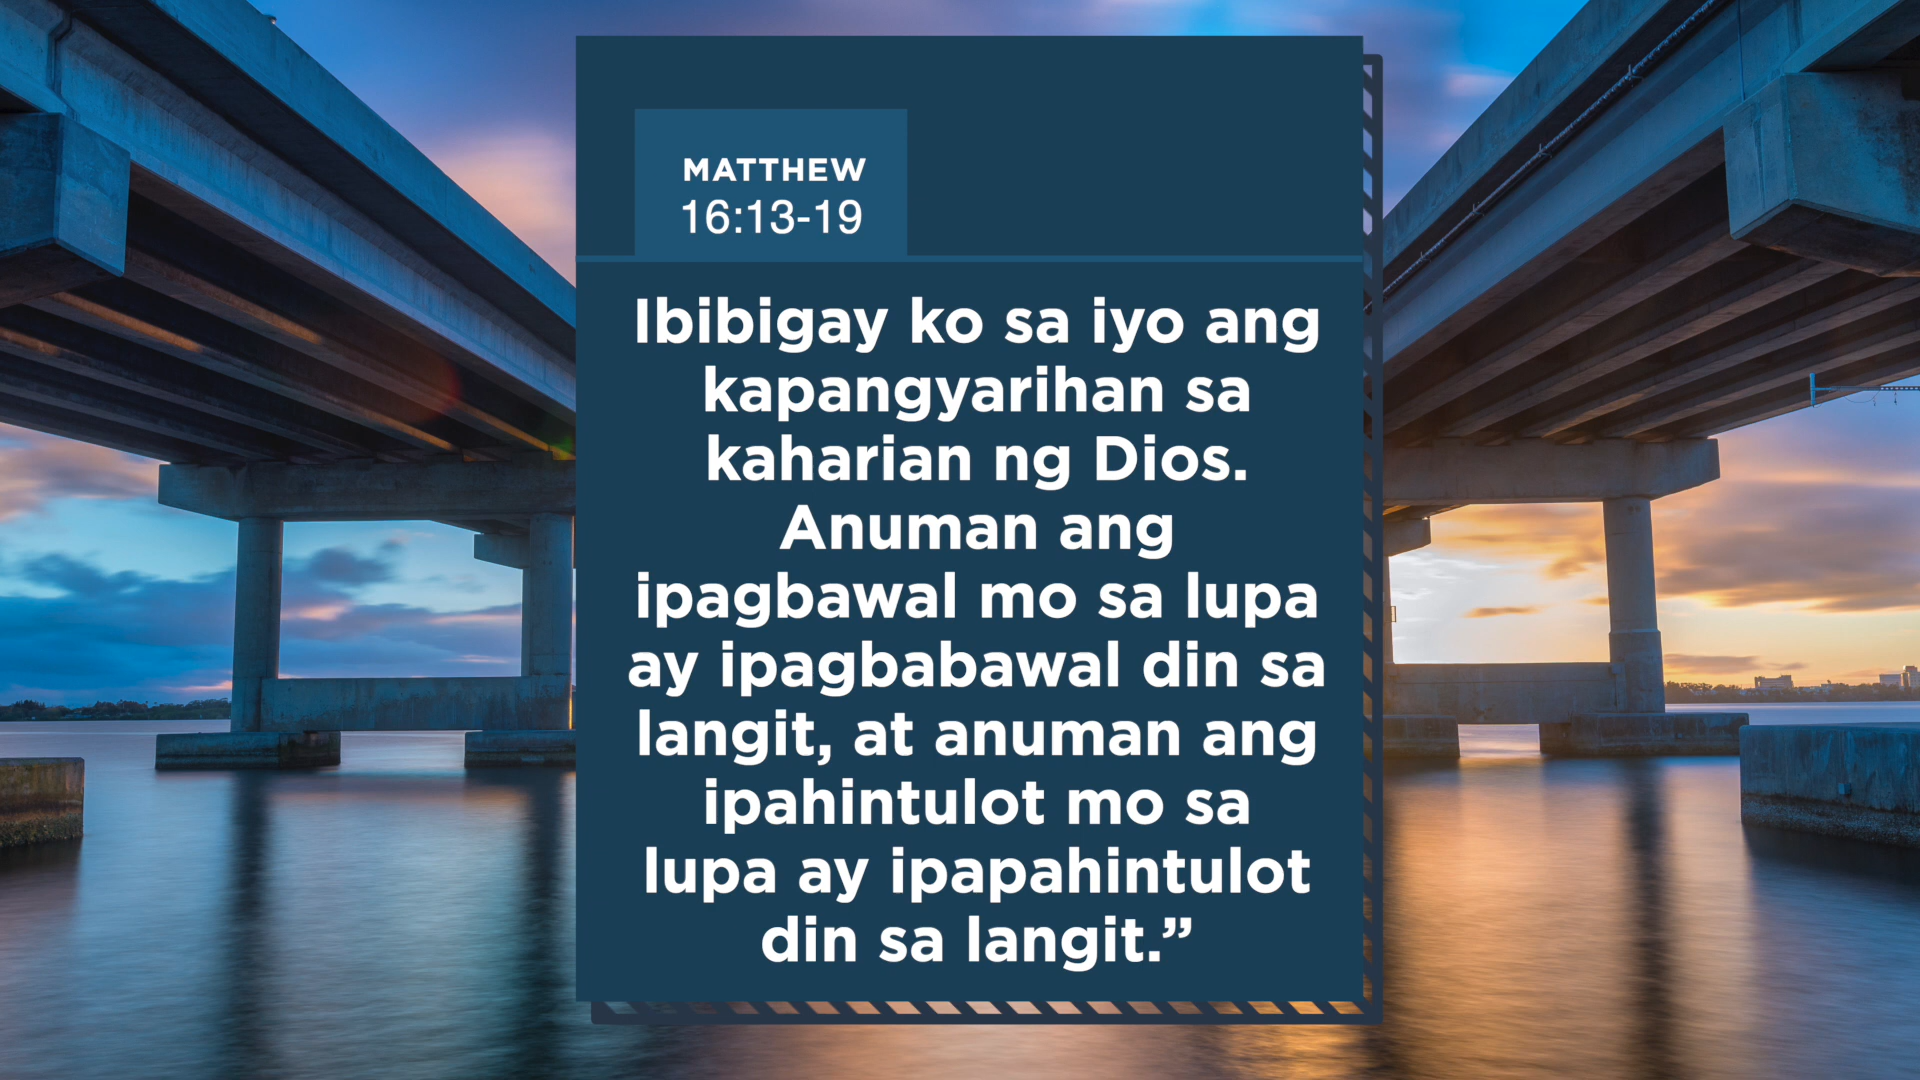 MATTHEW
16:13-19
Ibibigay ko sa iyo ang
kapangyarihan sa
kaharian ng Dios.
Anuman ang
ipagbawal mo sa lupa
ay ipagbabawal din sa
langit, at anuman ang
ipahintulot mo sa
lupa ay ipapahintulot
din sa langit.”